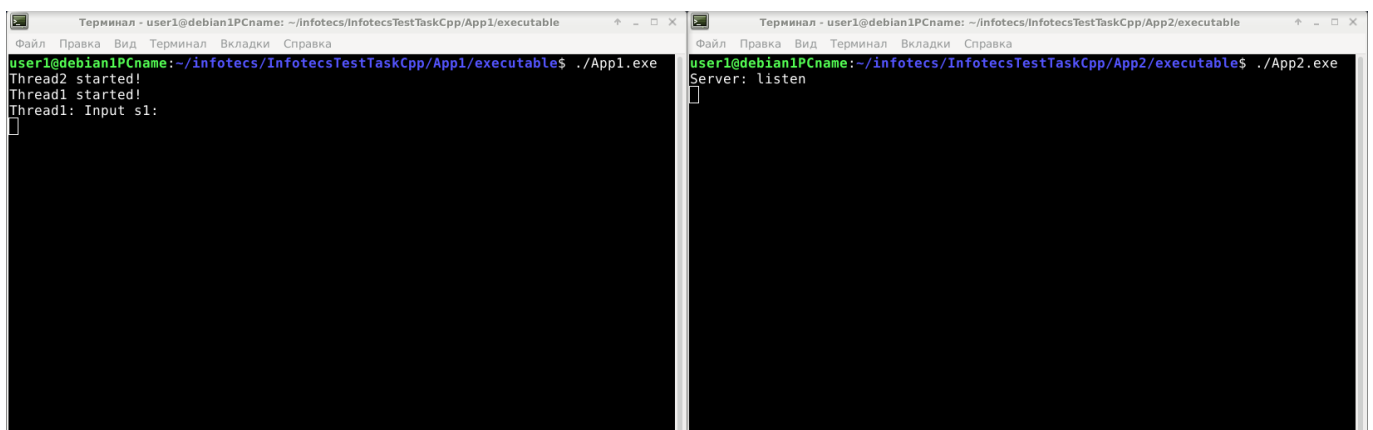 Терминал - user1@debian1PCname: ~/infotecs/InfotecsTestTaskCpp/App1/executable
Файл Правка Вид Терминал Вкладки Справка
user1@debian1PCname:~/infotecs/InfotecsTestTaskCpp/App1/executable$ ./App1.exe
Thread2 started!
Thread1 started!
Thread1: Input s1:
Терминал - user1@debian1PCname: ~/infotecs/InfotecsTestTaskCpp/App2/executable
Файл Правка Вид Терминал Вкладки Справка
user1@debian1PCname:~/infotecs/InfotecsTestTaskCpp/App2/executable$ ./App2.exe
Server: listen